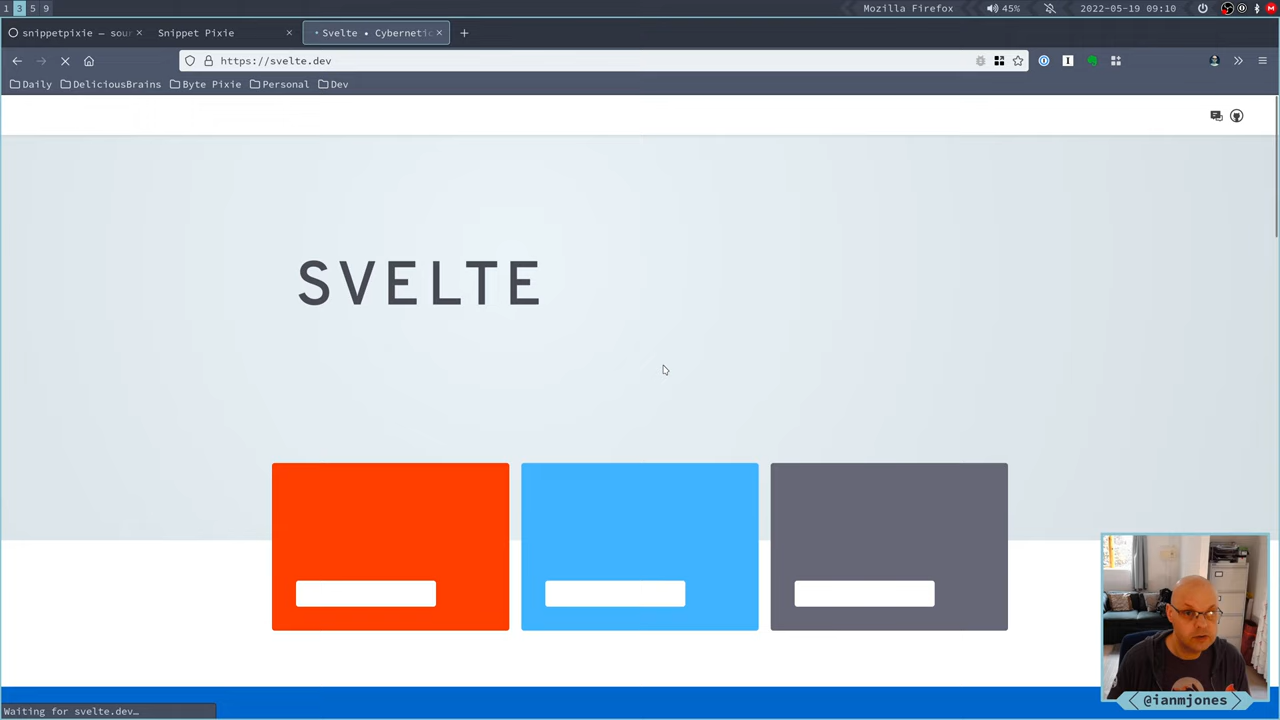 1 3 5 9
Mozilla Firefox
45%
2022-05-19 09:10
snippetpixie — sour
Snippet Pixie
Svelte • Cybernetic
https://svelte.dev
Daily
DeliciousBrains
Byte Pixie
Personal
Dev
SVELTE
Waiting for svelte.dev…
@ianmjones